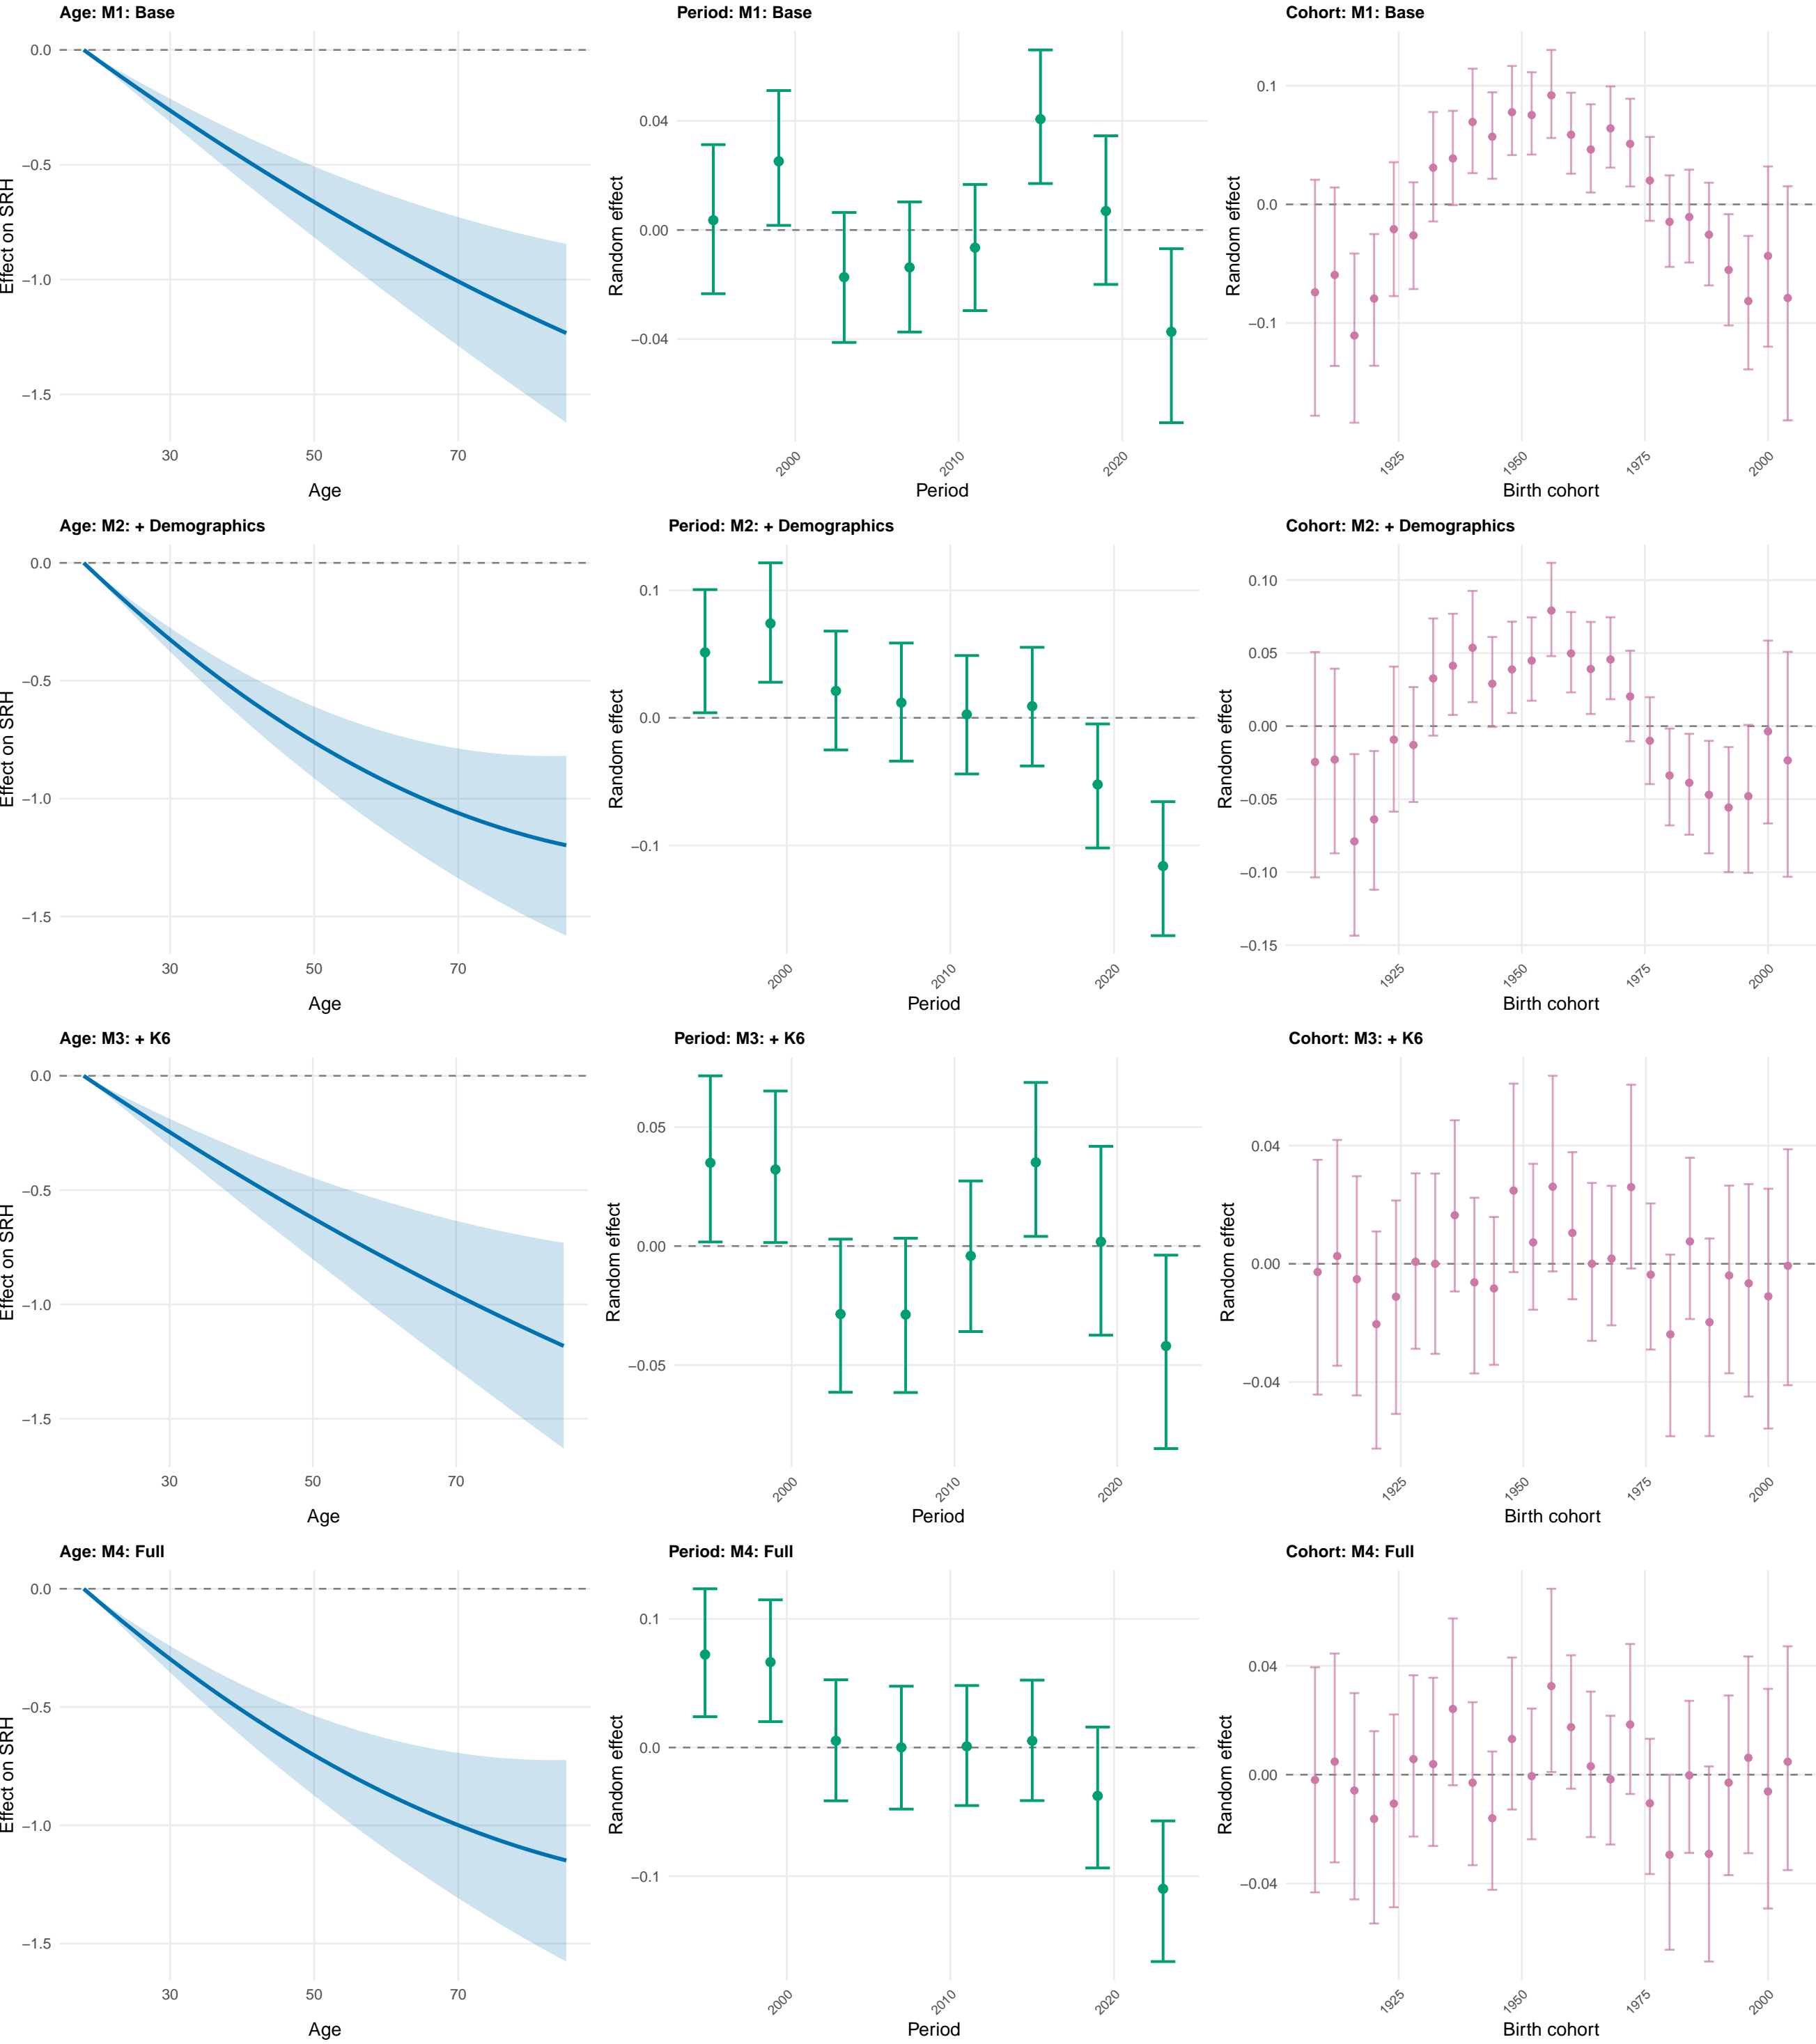 Age: M1: Base
Period: M1: Base
Cohort: M1: Base
Effect on SRH
0.0
−0.5
−1.0
−1.5
30
50
70
Age
Random effect
0.04
0.00
−0.04
2000
2010
2020
Period
Random effect
0.1
0.0
−0.1
1925
1950
1975
2000
Birth cohort
Age: M2: + Demographics
Period: M2: + Demographics
Cohort: M2: + Demographics
Effect on SRH
0.0
−0.5
−1.0
−1.5
30
50
70
Age
Random effect
0.1
0.0
−0.1
2000
2010
2020
Period
Random effect
0.10
0.05
0.00
−0.05
−0.10
−0.15
1925
1950
1975
2000
Birth cohort
Age: M3: + K6
Period: M3: + K6
Cohort: M3: + K6
Effect on SRH
0.0
−0.5
−1.0
−1.5
30
50
70
Age
Random effect
0.05
0.00
−0.05
2000
2010
2020
Period
Random effect
0.04
0.00
−0.04
1925
1950
1975
2000
Birth cohort
Age: M4: Full
Period: M4: Full
Cohort: M4: Full
Effect on SRH
0.0
−0.5
−1.0
−1.5
30
50
70
Age
Random effect
0.1
0.0
−0.1
2000
2010
2020
Period
Random effect
0.04
0.00
−0.04
1925
1950
1975
2000
Birth cohort